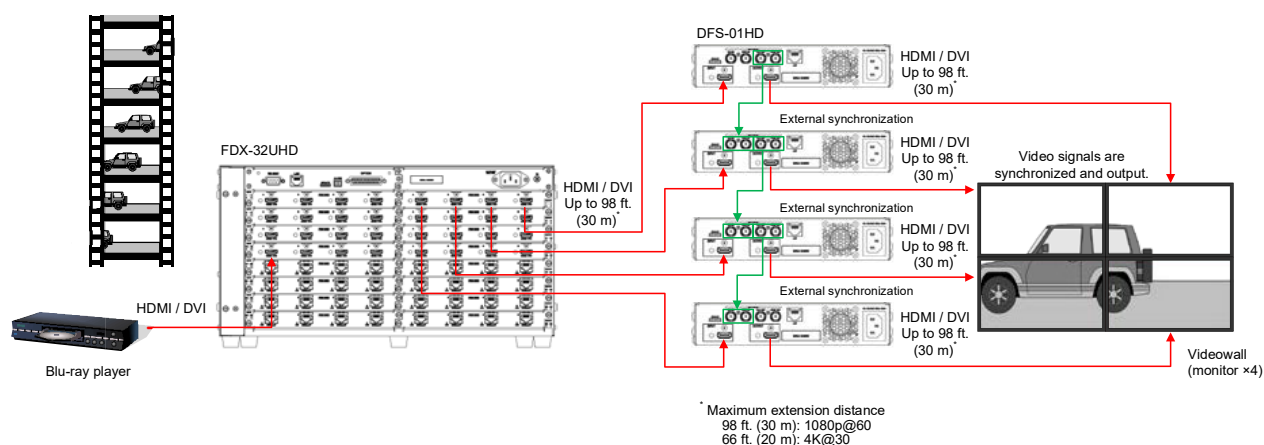 DFS-01HD
HDMI / DVI
Up to 98 ft.
(30 m)*
External synchronization
FDX-32UHD
HDMI / DVI
Up to 98 ft.
(30 m)*
HDMI / DVI
Up to 98 ft.
(30 m)*
Video signals are
synchronized and output.
External synchronization
HDMI / DVI
Up to 98 ft.
(30 m)*
External synchronization
HDMI / DVI
HDMI / DVI
Up to 98 ft.
(30 m)*
Blu-ray player
Videowall
(monitor ×4)
* Maximum extension distance
98 ft. (30 m): 1080p@60
66 ft. (20 m): 4K@30